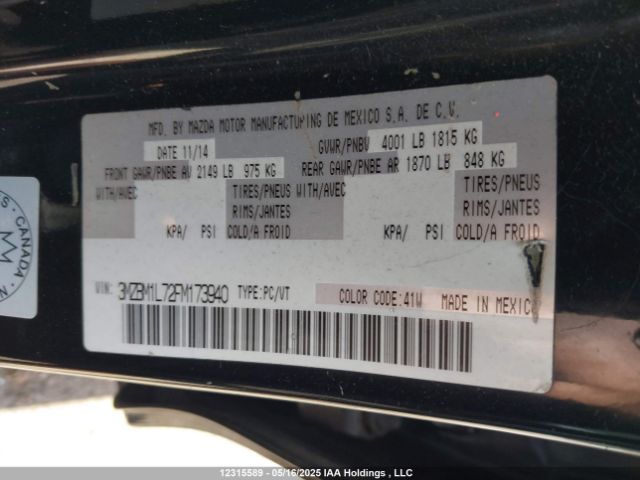 MFD. BY MAZDA MOTOR MANUFACTURING DE MEXICO S.A. DE C.V.
DATE 11/14 GVWR/PNBV 4001 LB 1815 KG
FRONT GAWR/PNBE AV 2149 LB 975 KG REAR GAWR/PNBE AR 1870 LB 848 KG
WITH/AVEC TIRES/PNEUS WITH/AVEC TIRES/PNEUS
RIMS/JANTES RIMS/JANTES
KPA/ PSI COLD/A FROID KPA/ PSI COLD/A FROID
VIN: 3MZBM1L72FM173940 TYPE:PC/VT COLOR CODE:41W MADE IN MEXICO
CANADA
M
12315589 - 05/16/2025 IAA Holdings , LLC